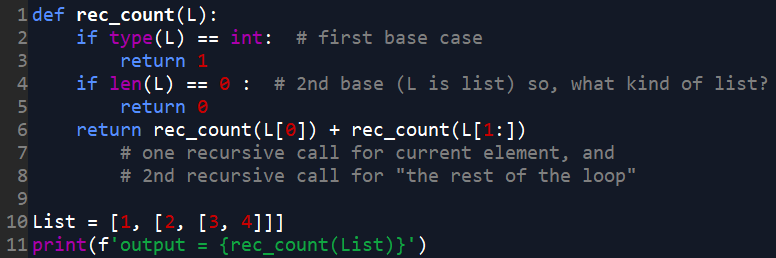 1 def rec_count(L):
2     if type(L) == int:  # first base case
3         return 1
4     if len(L) == 0 :  # 2nd base (L is list) so, what kind of list?
5         return 0
6     return rec_count(L[0]) + rec_count(L[1:])
7         # one recursive call for current element, and
8         # 2nd recursive call for "the rest of the loop"
9
10 List = [1, [2, [3, 4]]]
11 print(f'output = {rec_count(List)}')